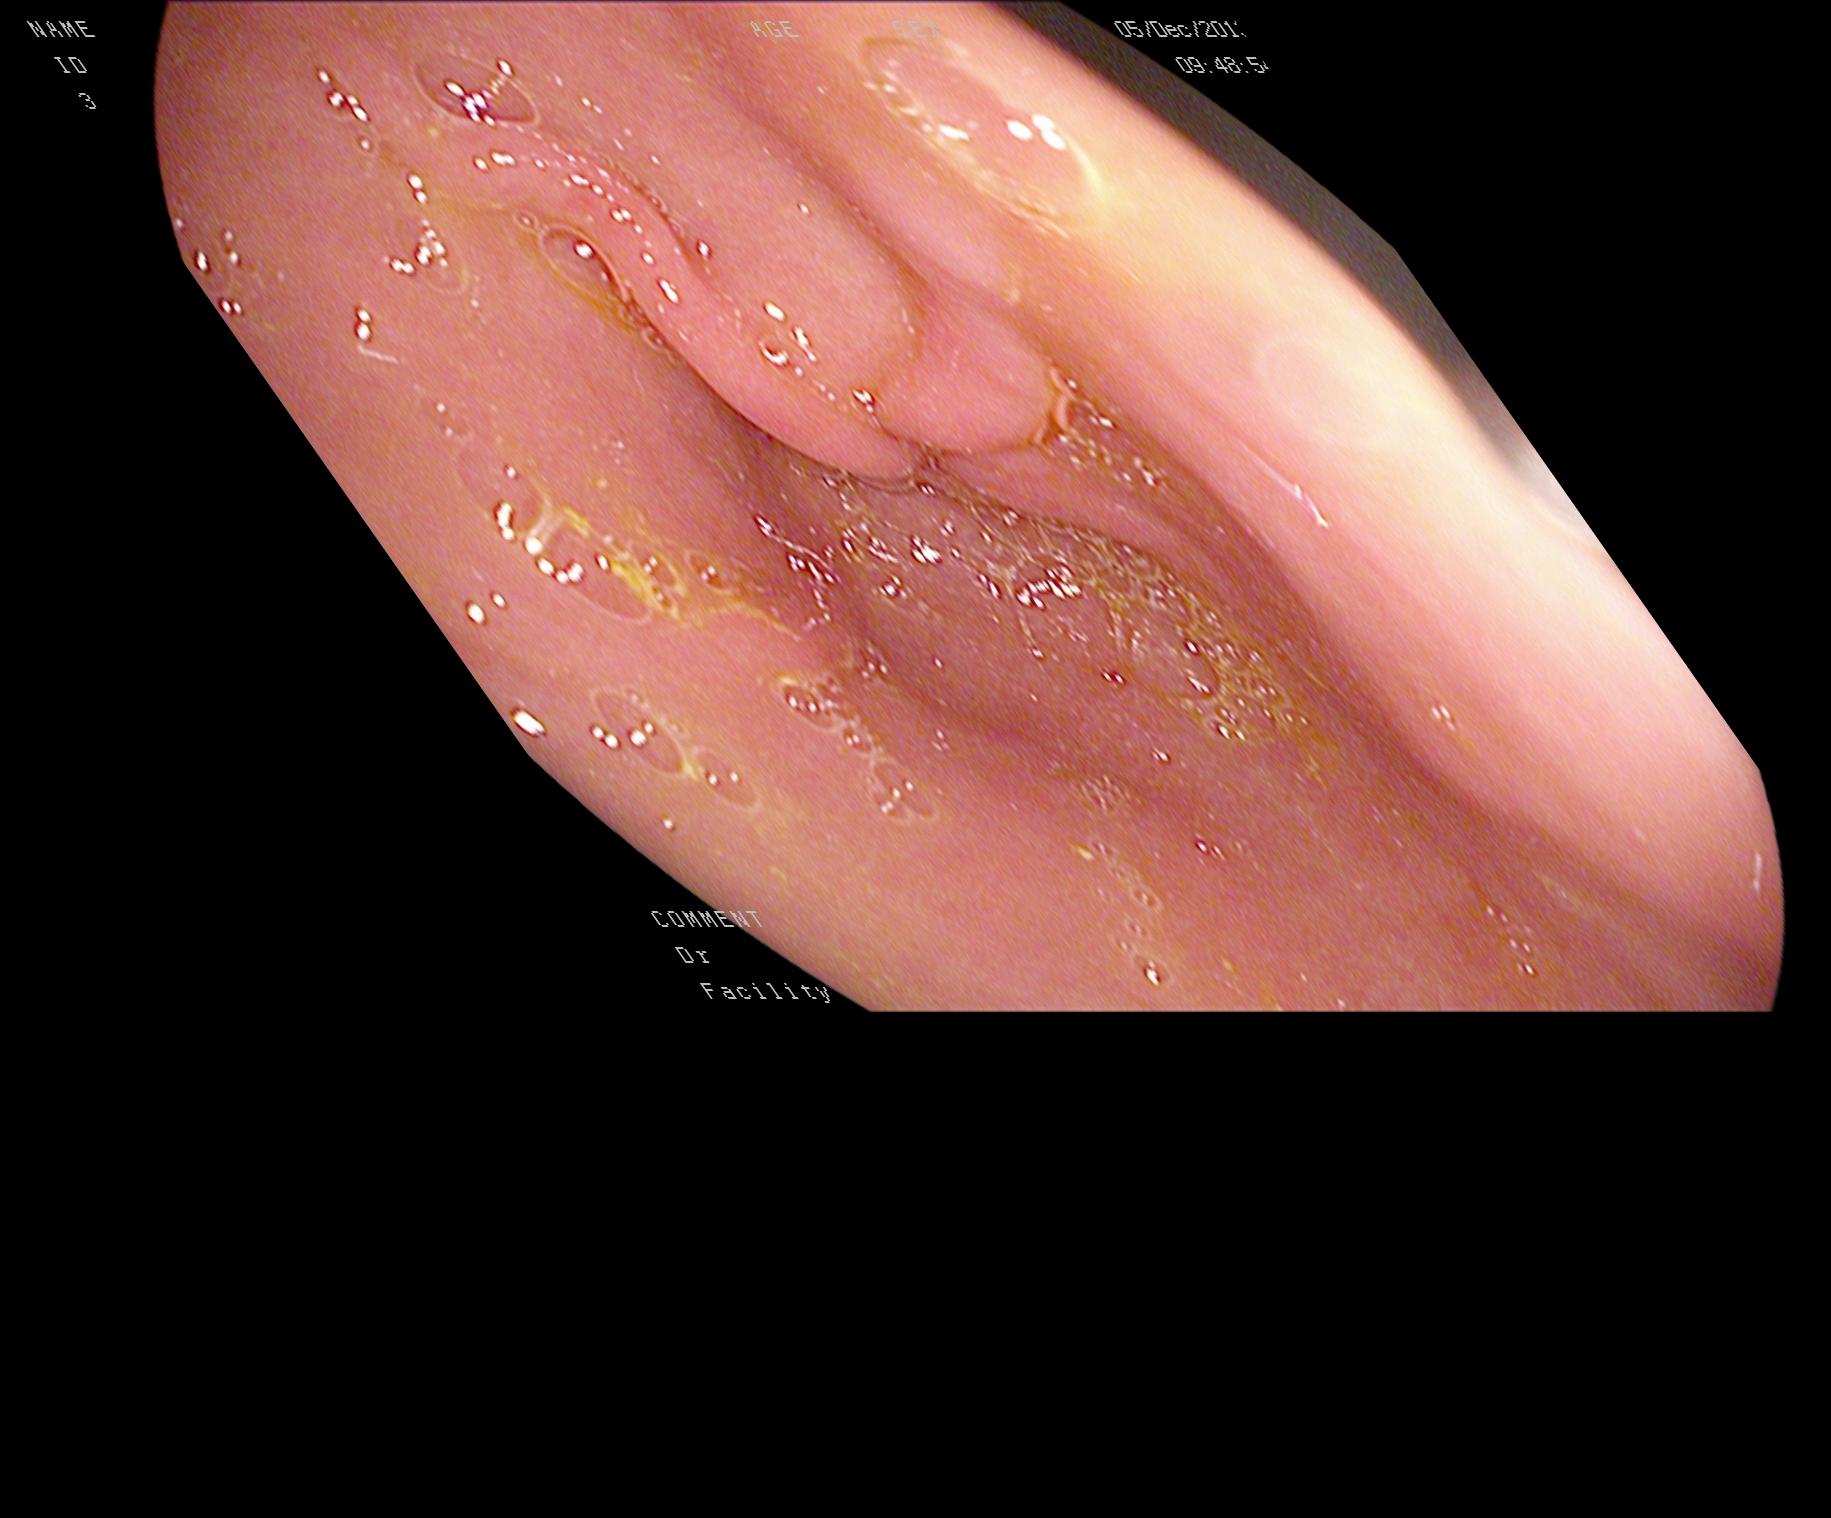 NAME AGE SEX
ID
3
05/Dec/201
09:48:5
COMMENT
Dr
Facility